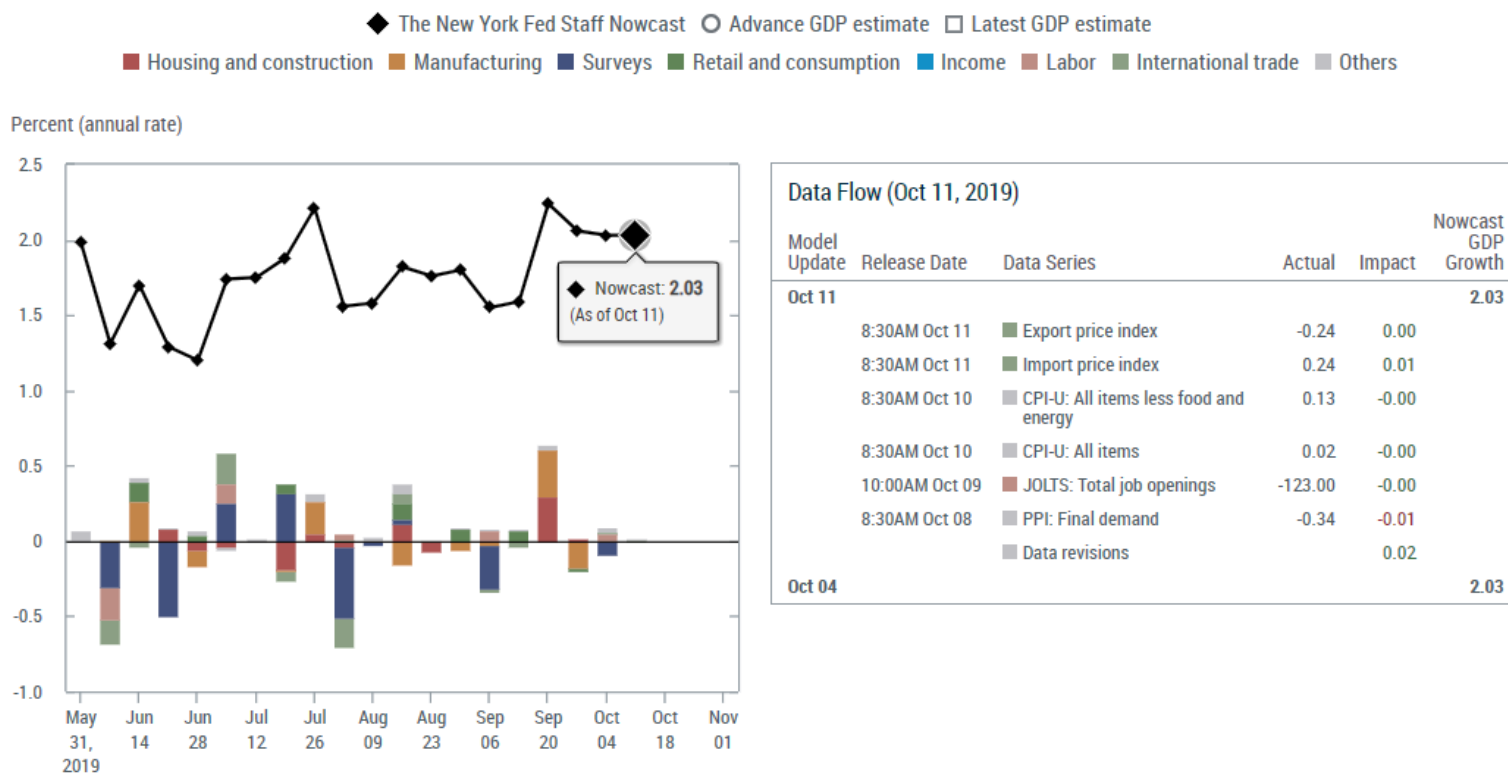 The New York Fed Staff Nowcast Advance GDP estimate Latest GDP estimate
Housing and construction Manufacturing Surveys Retail and consumption Income Labor International trade Others
Percent (annual rate)
2.5
2.0
1.5
1.0
0.5
0
-0.5
-1.0
Nowcast: 2.03
(As of Oct 11)
May Jun Jun Jul Jul Aug Aug Sep Sep Oct Oct Nov
31, 14 28 12 26 09 23 06 20 04 18 01
2019
Data Flow (Oct 11, 2019)
Nowcast
Model GDP
Update Release Date Data Series Actual Impact Growth
Oct 11 2.03
8:30AM Oct 11 Export price index -0.24 0.00
8:30AM Oct 11 Import price index 0.24 0.01
8:30AM Oct 10 CPI-U: All items less food and 0.13 -0.00
energy
8:30AM Oct 10 CPI-U: All items 0.02 -0.00
10:00AM Oct 09 JOLTS: Total job openings -123.00 -0.00
8:30AM Oct 08 PPI: Final demand -0.34 -0.01
Data revisions 0.02
Oct 04 2.03